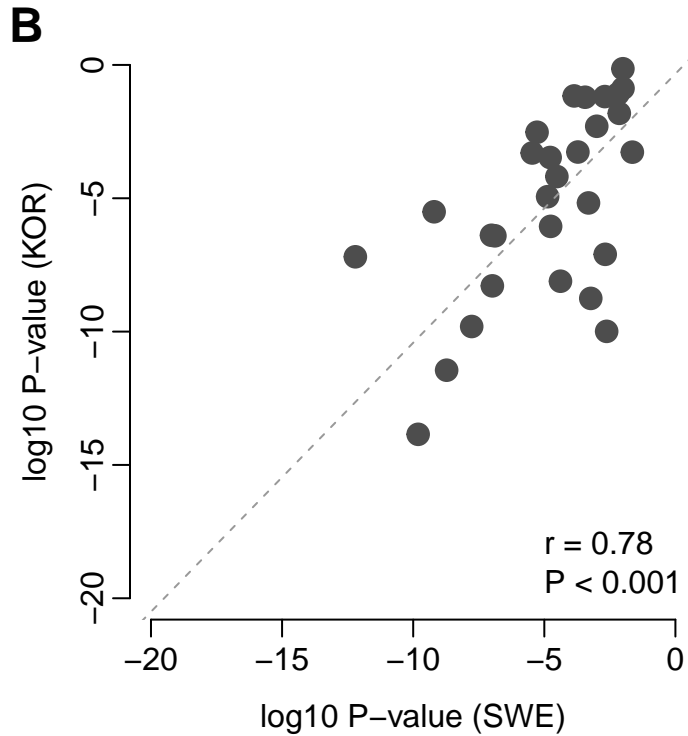 B
log10 P−value (KOR)
0
−5
−10
−15
−20
r = 0.78
P < 0.001
−20 −15 −10 −5 0
log10 P−value (SWE)